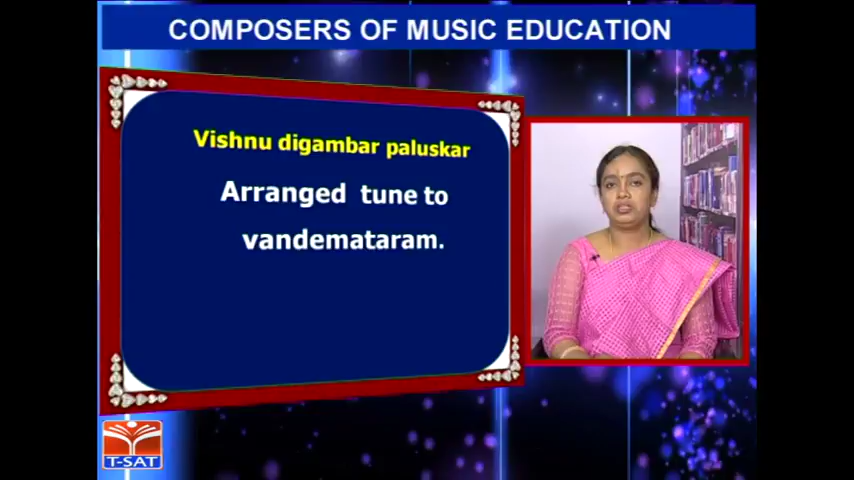 COMPOSERS OF MUSIC EDUCATION
Vishnu digambar paluskar
Arranged tune to
vandemataram.
T-SAT